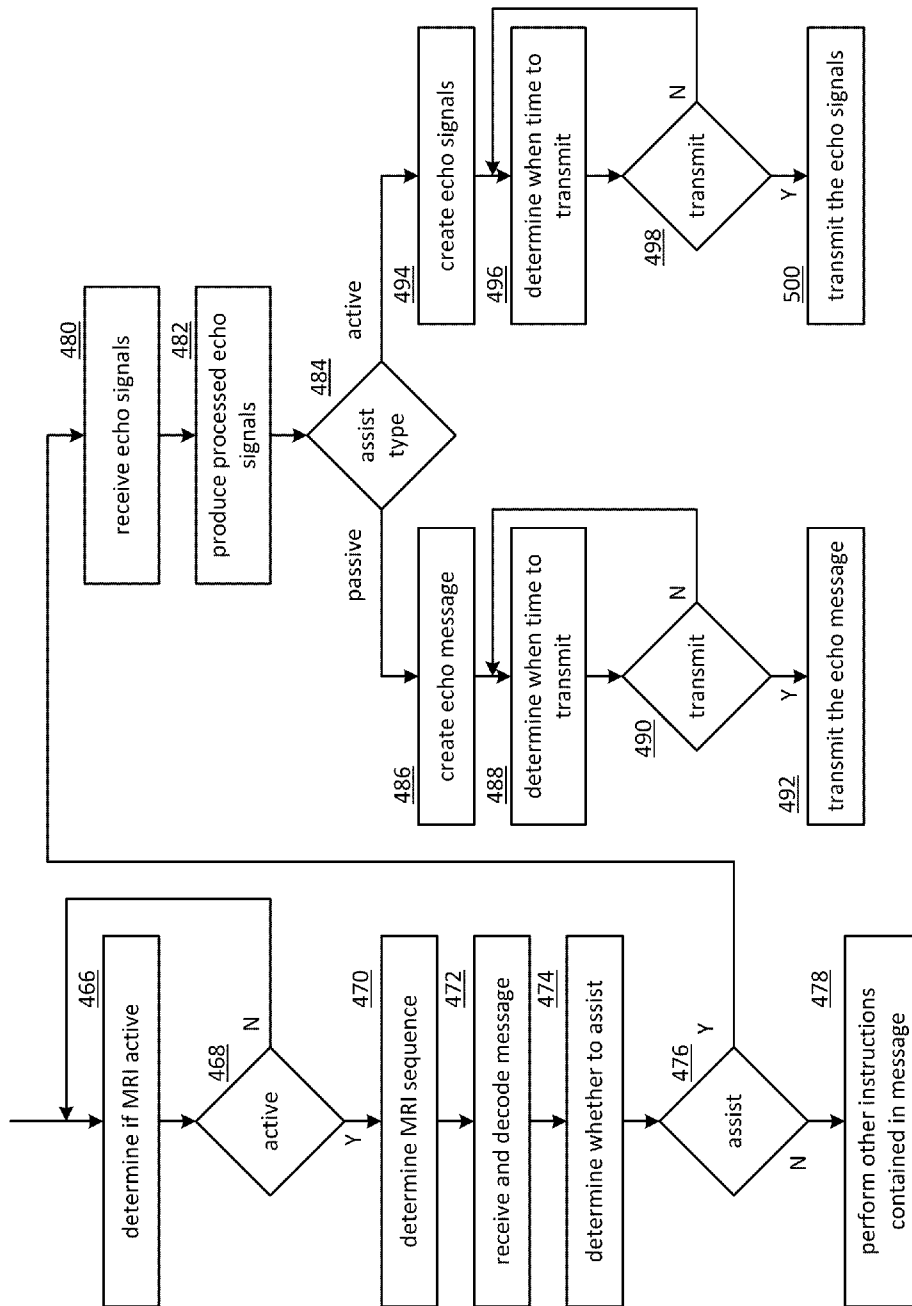 466
determine if MRI active
468
active
N
Y
470
determine MRI sequence
472
receive and decode message
474
determine whether to assist
476
assist
Y
N
478
perform other instructions
contained in message
480
receive echo signals
482
produce processed echo
signals
484
assist
type
passive
active
486
create echo message
488
determine when time to
transmit
490
transmit
N
Y
492
transmit the echo message
494
create echo signals
496
determine when time to
transmit
498
transmit
N
Y
500
transmit the echo signals